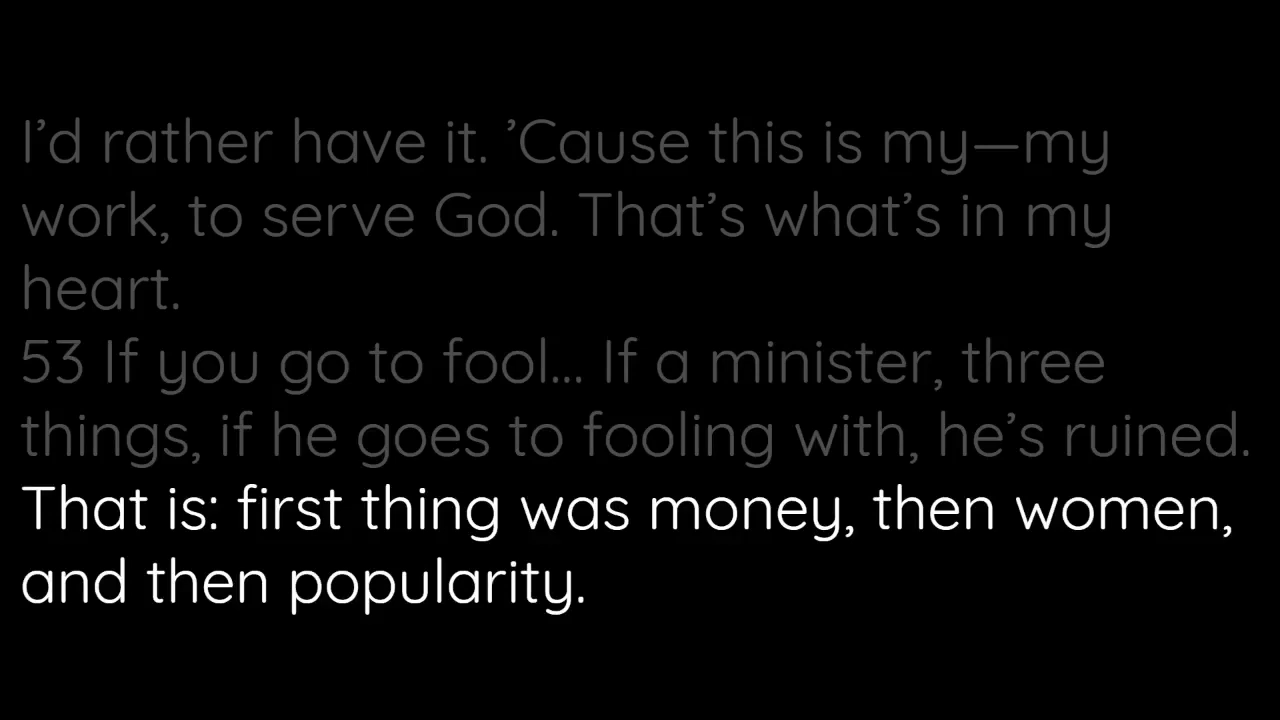 I’d rather have it. ’Cause this is my—my
work, to serve God. That’s what’s in my
heart.
53 If you go to fool... If a minister, three
things, if he goes to fooling with, he’s ruined.
That is: first thing was money, then women,
and then popularity.